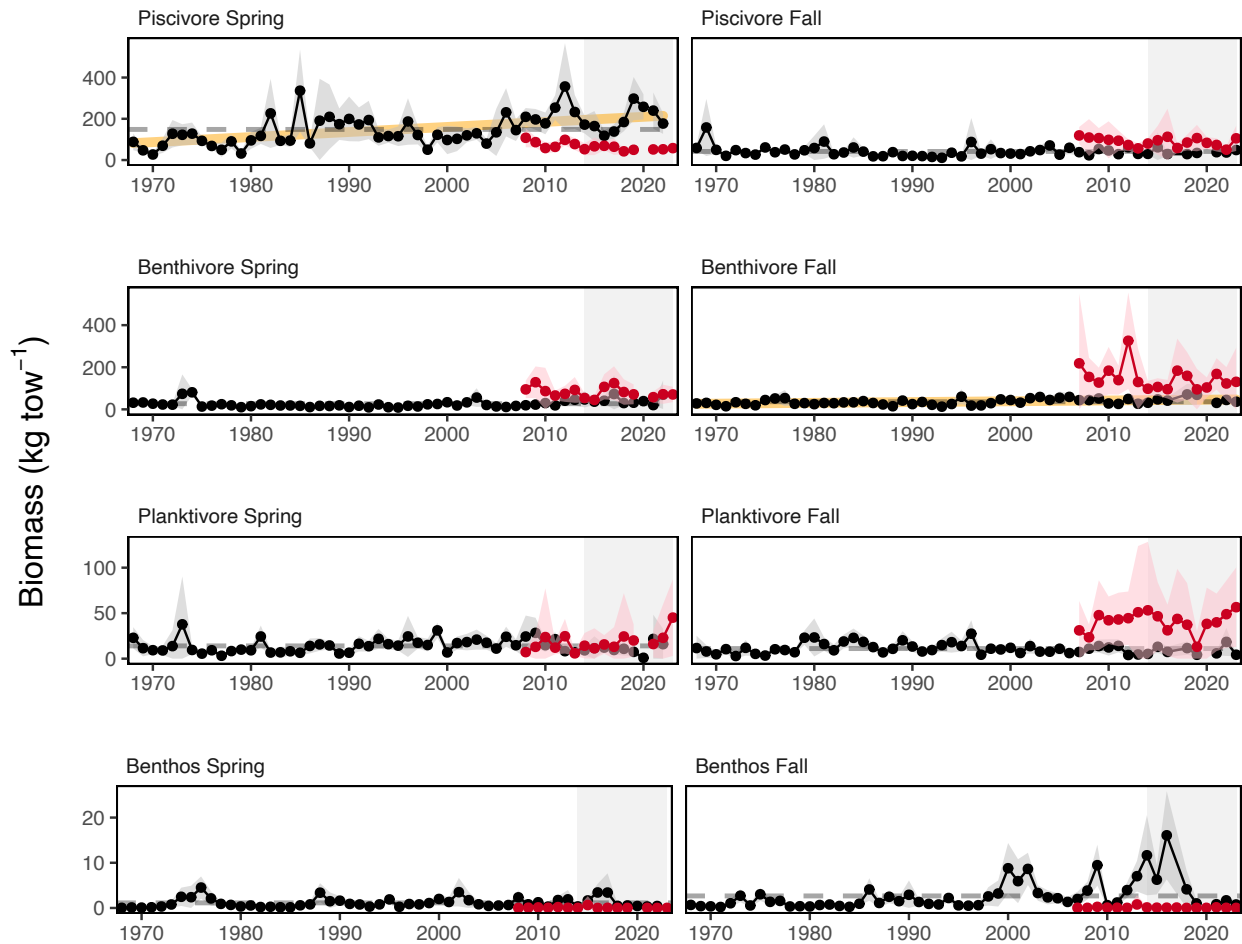 Piscivore Spring
Piscivore Fall
400
200
0
1970 1980 1990 2000 2010 2020
1970 1980 1990 2000 2010 2020
Benthivore Spring
Benthivore Fall
400
200
0
1970 1980 1990 2000 2010 2020
1970 1980 1990 2000 2010 2020
Biomass (kg tow⁻¹)
Planktivore Spring
Planktivore Fall
100
50
0
1970 1980 1990 2000 2010 2020
1970 1980 1990 2000 2010 2020
Benthos Spring
Benthos Fall
20
10
0
1970 1980 1990 2000 2010 2020
1970 1980 1990 2000 2010 2020